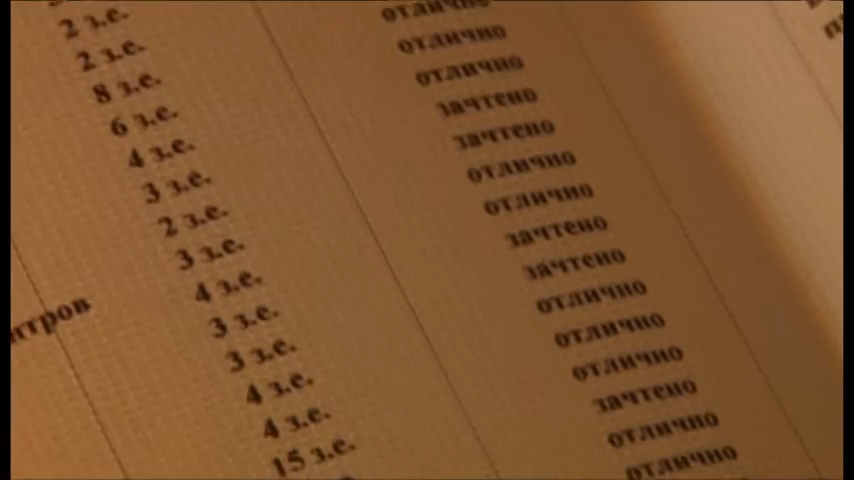 итров
2 з.е.
2 з.е.
8 з.е.
6 з.е.
4 з.е.
3 з.е.
2 з.е.
3 з.е.
4 з.е.
3 з.е.
3 з.е.
4 з.е.
4 з.е.
15 з.е.
отлично
отлично
отлично
зачтено
зачтено
отлично
отлично
зачтено
зачтено
отлично
отлично
отлично
зачтено
отлично
отлично